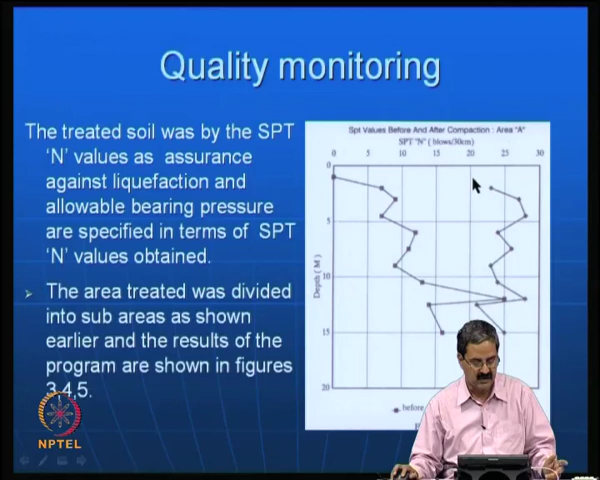 Quality monitoring
The treated soil was by the SPT
'N' values as assurance
against liquefaction and
allowable bearing pressure
are specified in terms of SPT
'N' values obtained.
The area treated was divided
into sub areas as shown
earlier and the results of the
program are shown in figures
3,4,5.
NPTEL
Spt Values Before And After Compaction : Area "A"
SPT "N" ( blows/30cm)
0 5 10 15 20 25 30
0
5
10
15
20
Depth ( M )
before